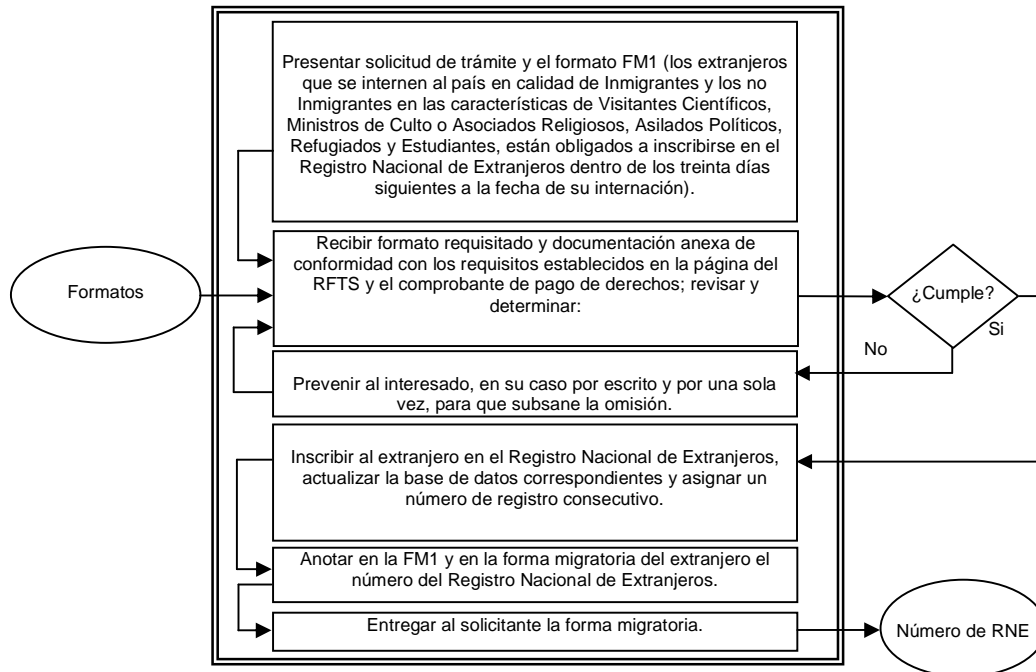 Presentar solicitud de trámite y el formato FM1 (los extranjeros
que se internen al país en calidad de Inmigrantes y los no
Inmigrantes en las características de Visitantes Científicos,
Ministros de Culto o Asociados Religiosos, Asilados Políticos,
Refugiados y Estudiantes, están obligados a inscribirse en el
Registro Nacional de Extranjeros dentro de los treinta días
siguientes a la fecha de su internación).
Formatos
Recibir formato requisitado y documentación anexa de
conformidad con los requisitos establecidos en la página del
RFTS y el comprobante de pago de derechos; revisar y
determinar:
¿Cumple?
Si
No
Prevenir al interesado, en su caso por escrito y por una sola
vez, para que subsane la omisión.
Inscribir al extranjero en el Registro Nacional de Extranjeros,
actualizar la base de datos correspondientes y asignar un
número de registro consecutivo.
Anotar en la FM1 y en la forma migratoria del extranjero el
número del Registro Nacional de Extranjeros.
Entregar al solicitante la forma migratoria.
Número de RNE